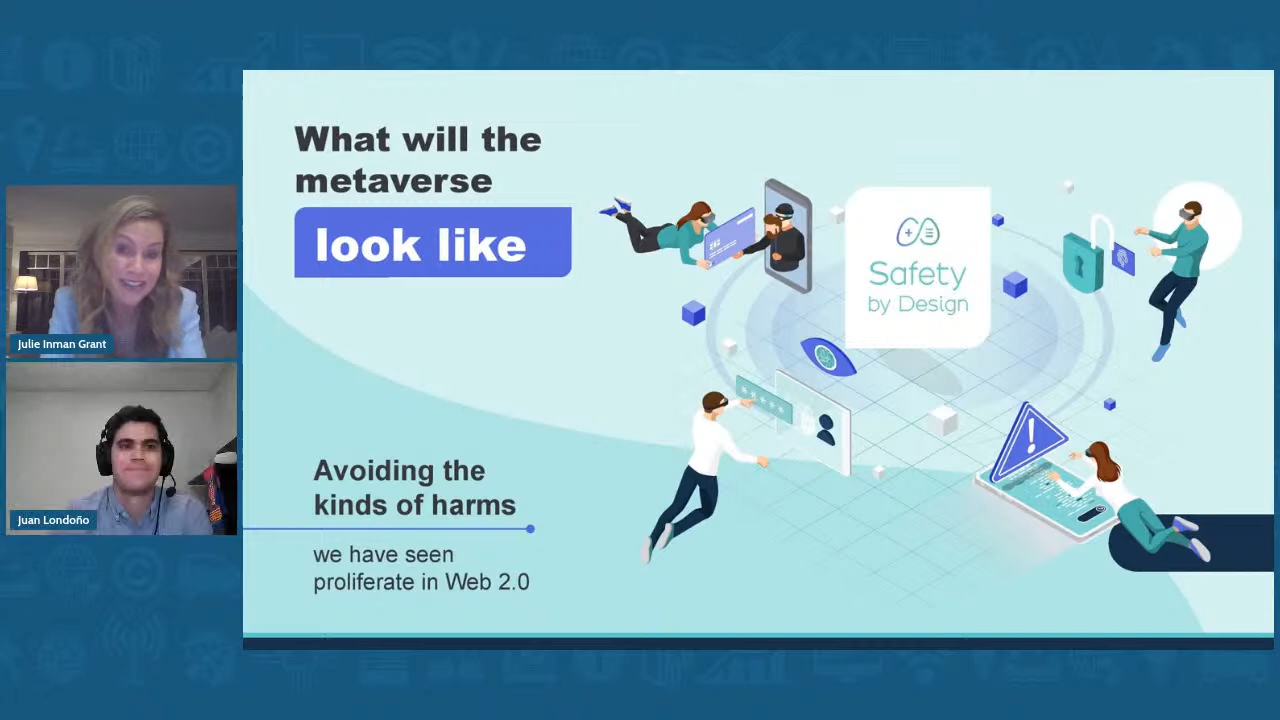 What will the
metaverse
look like
Safety
by Design
Julie Inman Grant
Juan Londoño
Avoiding the
kinds of harms
we have seen
proliferate in Web 2.0